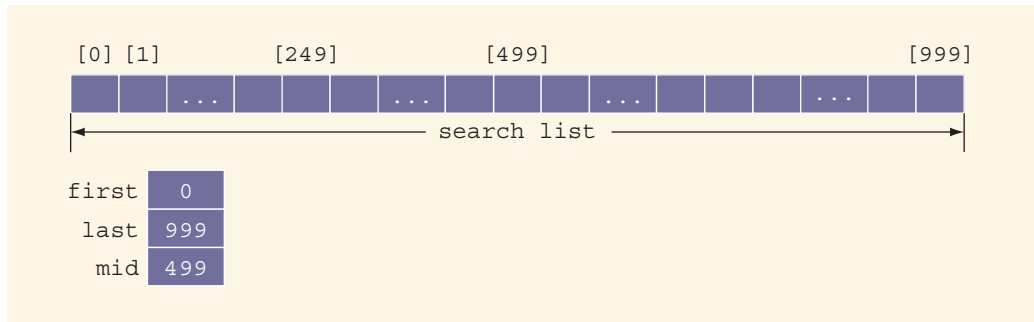 [0] [1] [249] [499] [999]
... ... ... ...
search list
first 0
last 999
mid 499